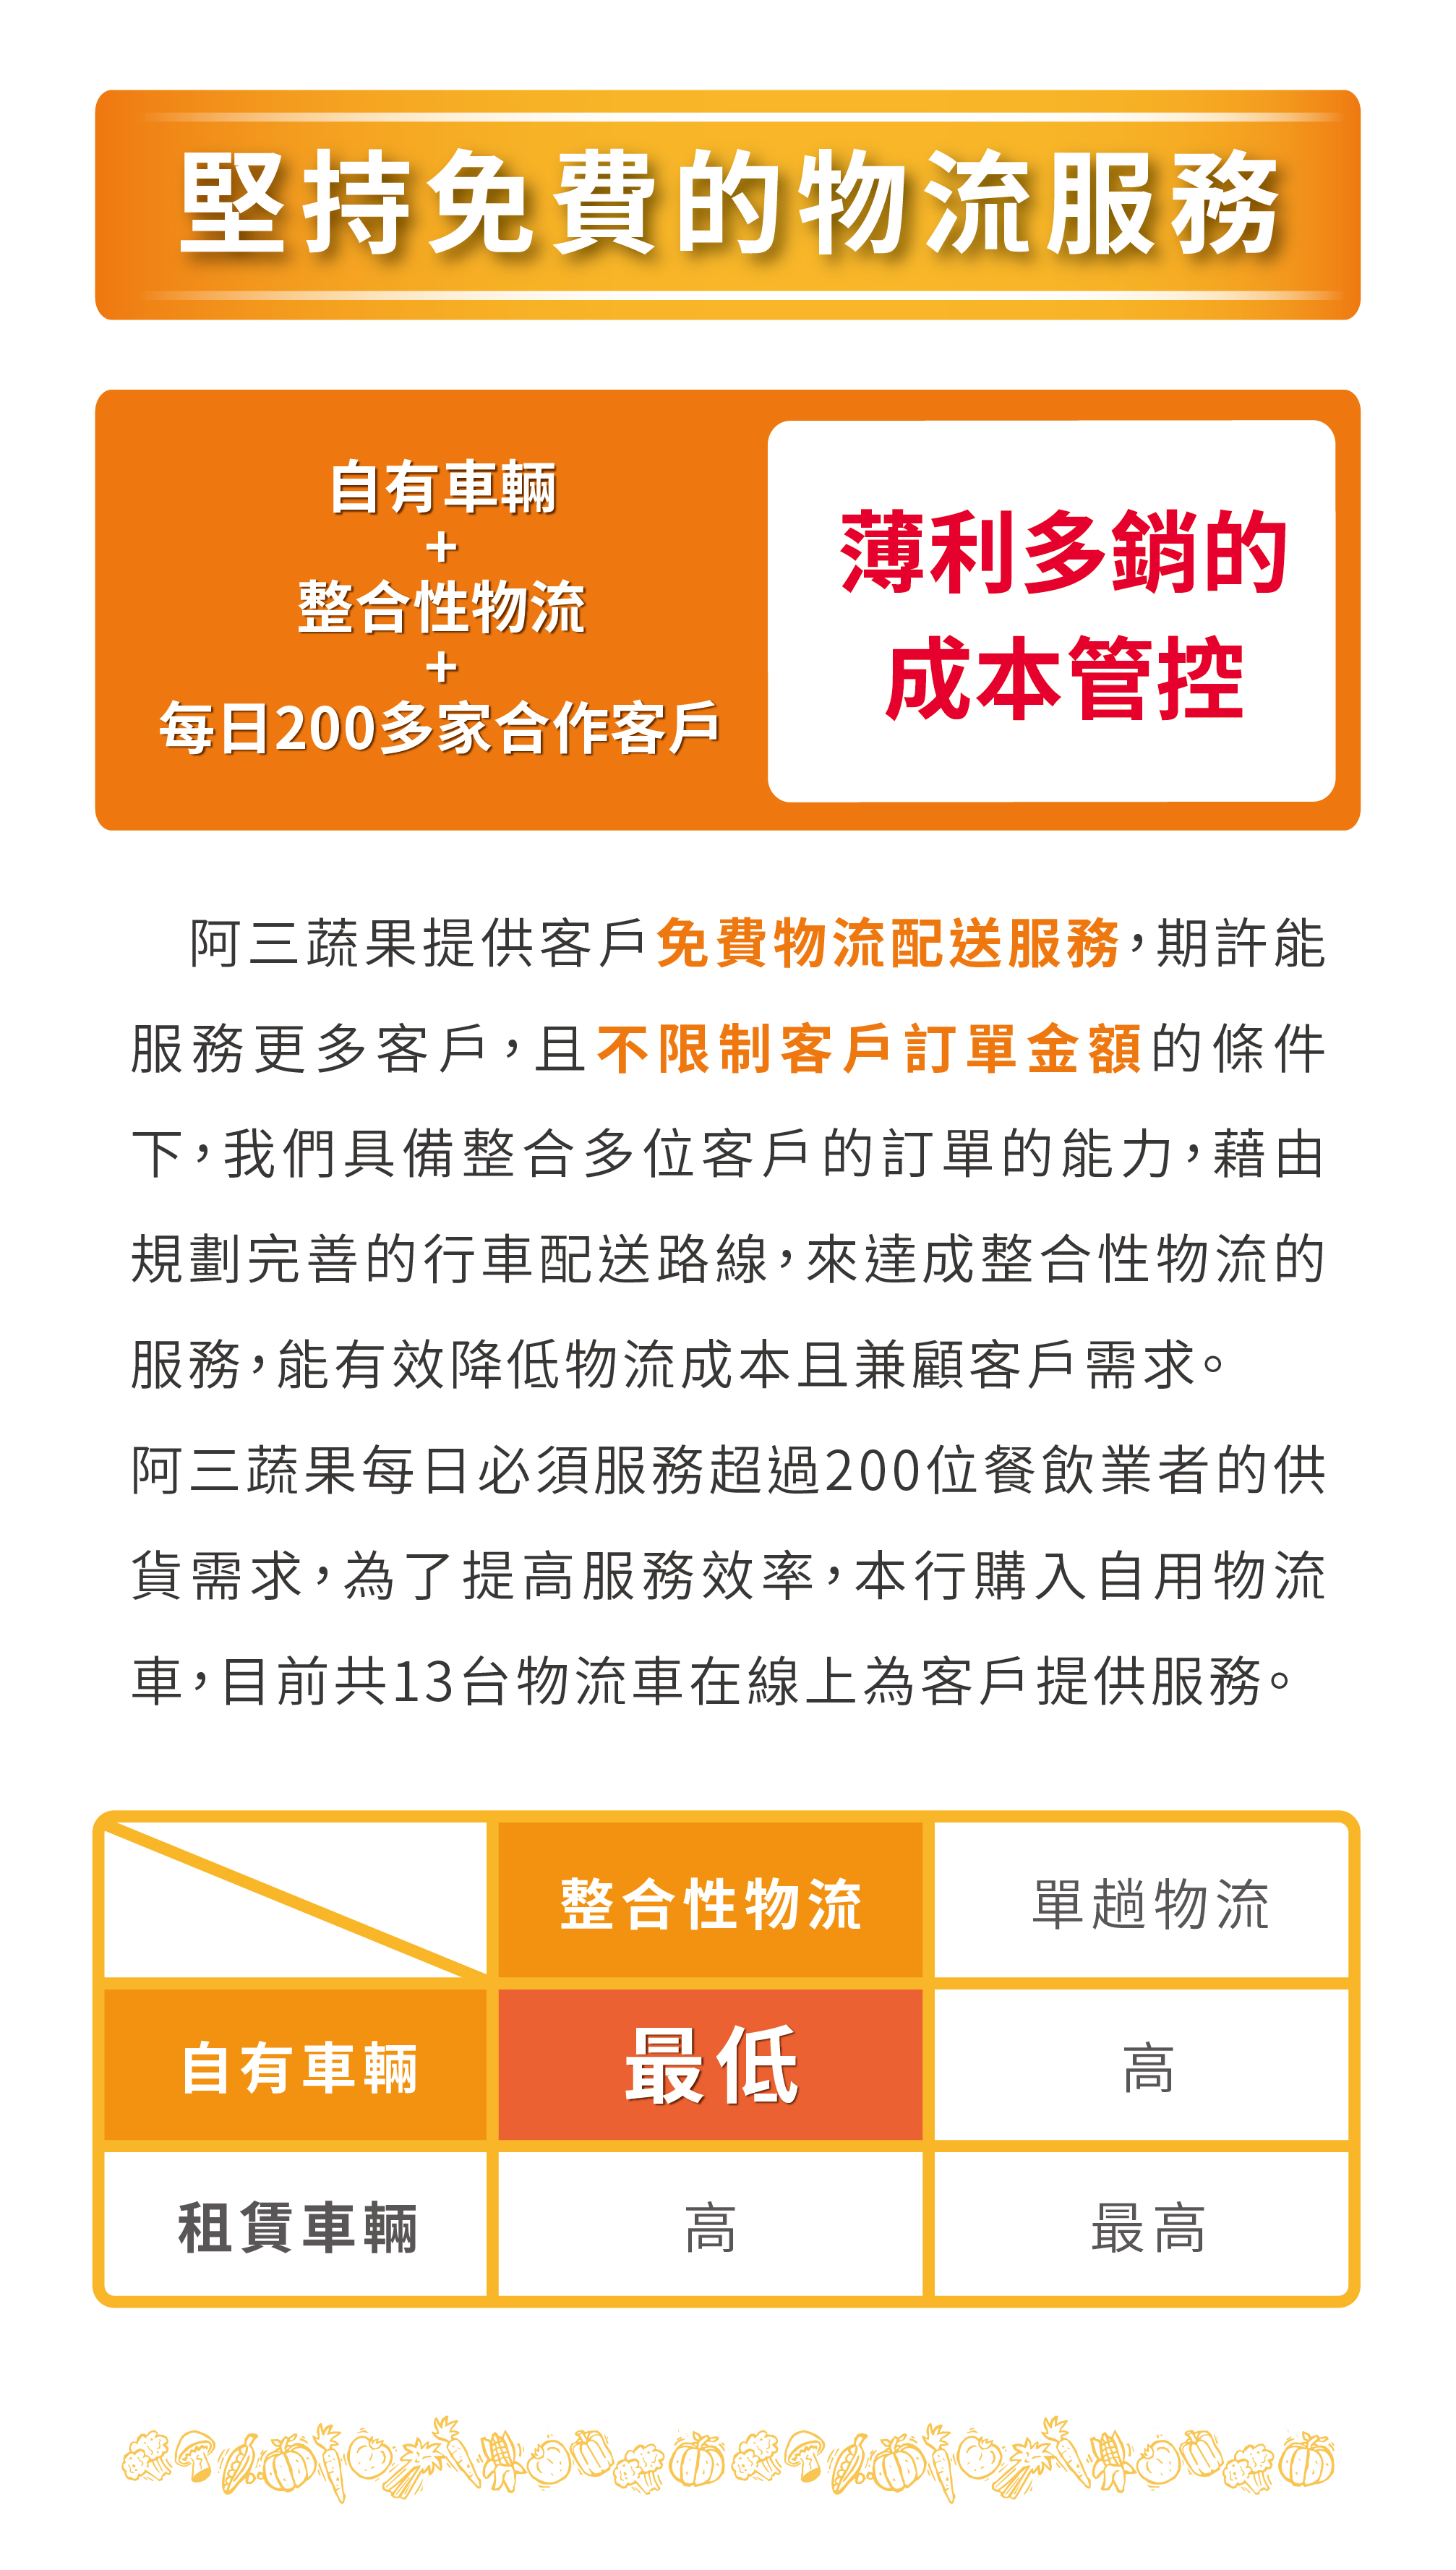 堅持免費的物流服務
自有車輛
+
整合性物流
+
每日200多家合作客戶
薄利多銷的
成本管控
阿三蔬果提供客戶免費物流配送服務，期許能
服務更多客戶，且不限制客戶訂單金額的條件
下，我們具備整合多位客戶的訂單的能力，藉由
規劃完善的行車配送路線，來達成整合性物流的
服務，能有效降低物流成本且兼顧客戶需求。
阿三蔬果每日必須服務超過200位餐飲業者的供
貨需求，為了提高服務效率，本行購入自用物流
車，目前共13台物流車在線上為客戶提供服務。
整合性物流
單趟物流
自有車輛
最低
高
租賃車輛
高
最高